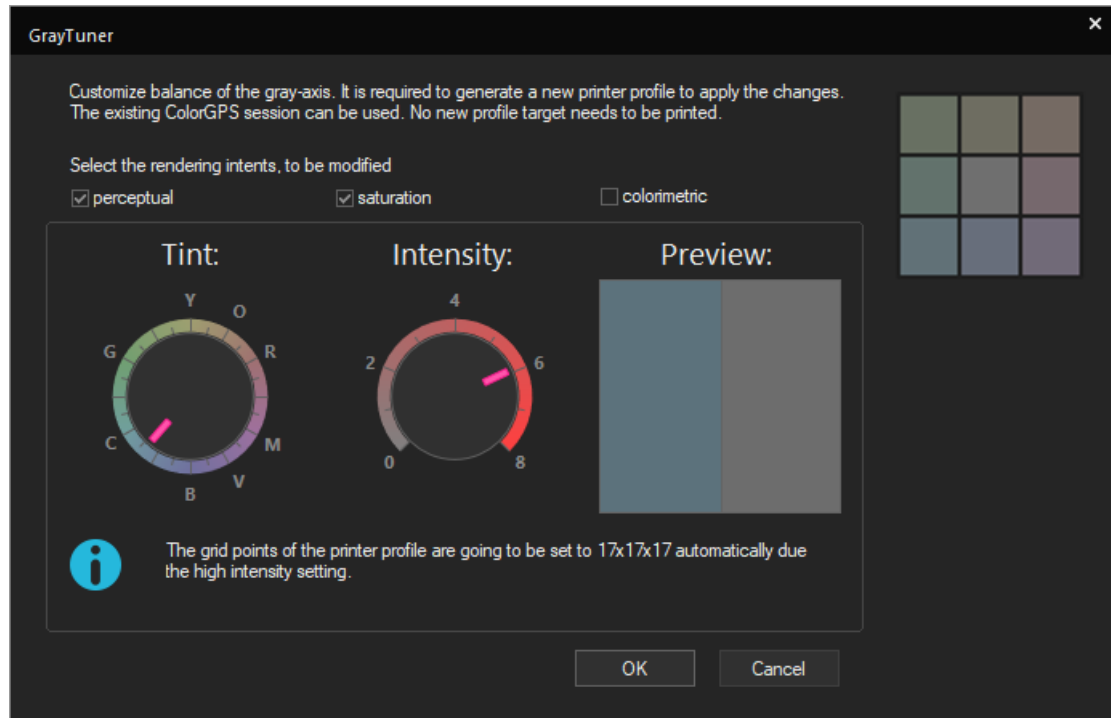 GrayTuner
×
Customize balance of the gray-axis. It is required to generate a new printer profile to apply the changes.
The existing ColorGPS session can be used. No new profile target needs to be printed.
Select the rendering intents, to be modified
perceptual
saturation
colorimetric
Tint:
Intensity:
Preview:
Y
O
G
R
C
M
B
V
4
2
6
0
8
The grid points of the printer profile are going to be set to 17x17x17 automatically due
the high intensity setting.
OK
Cancel